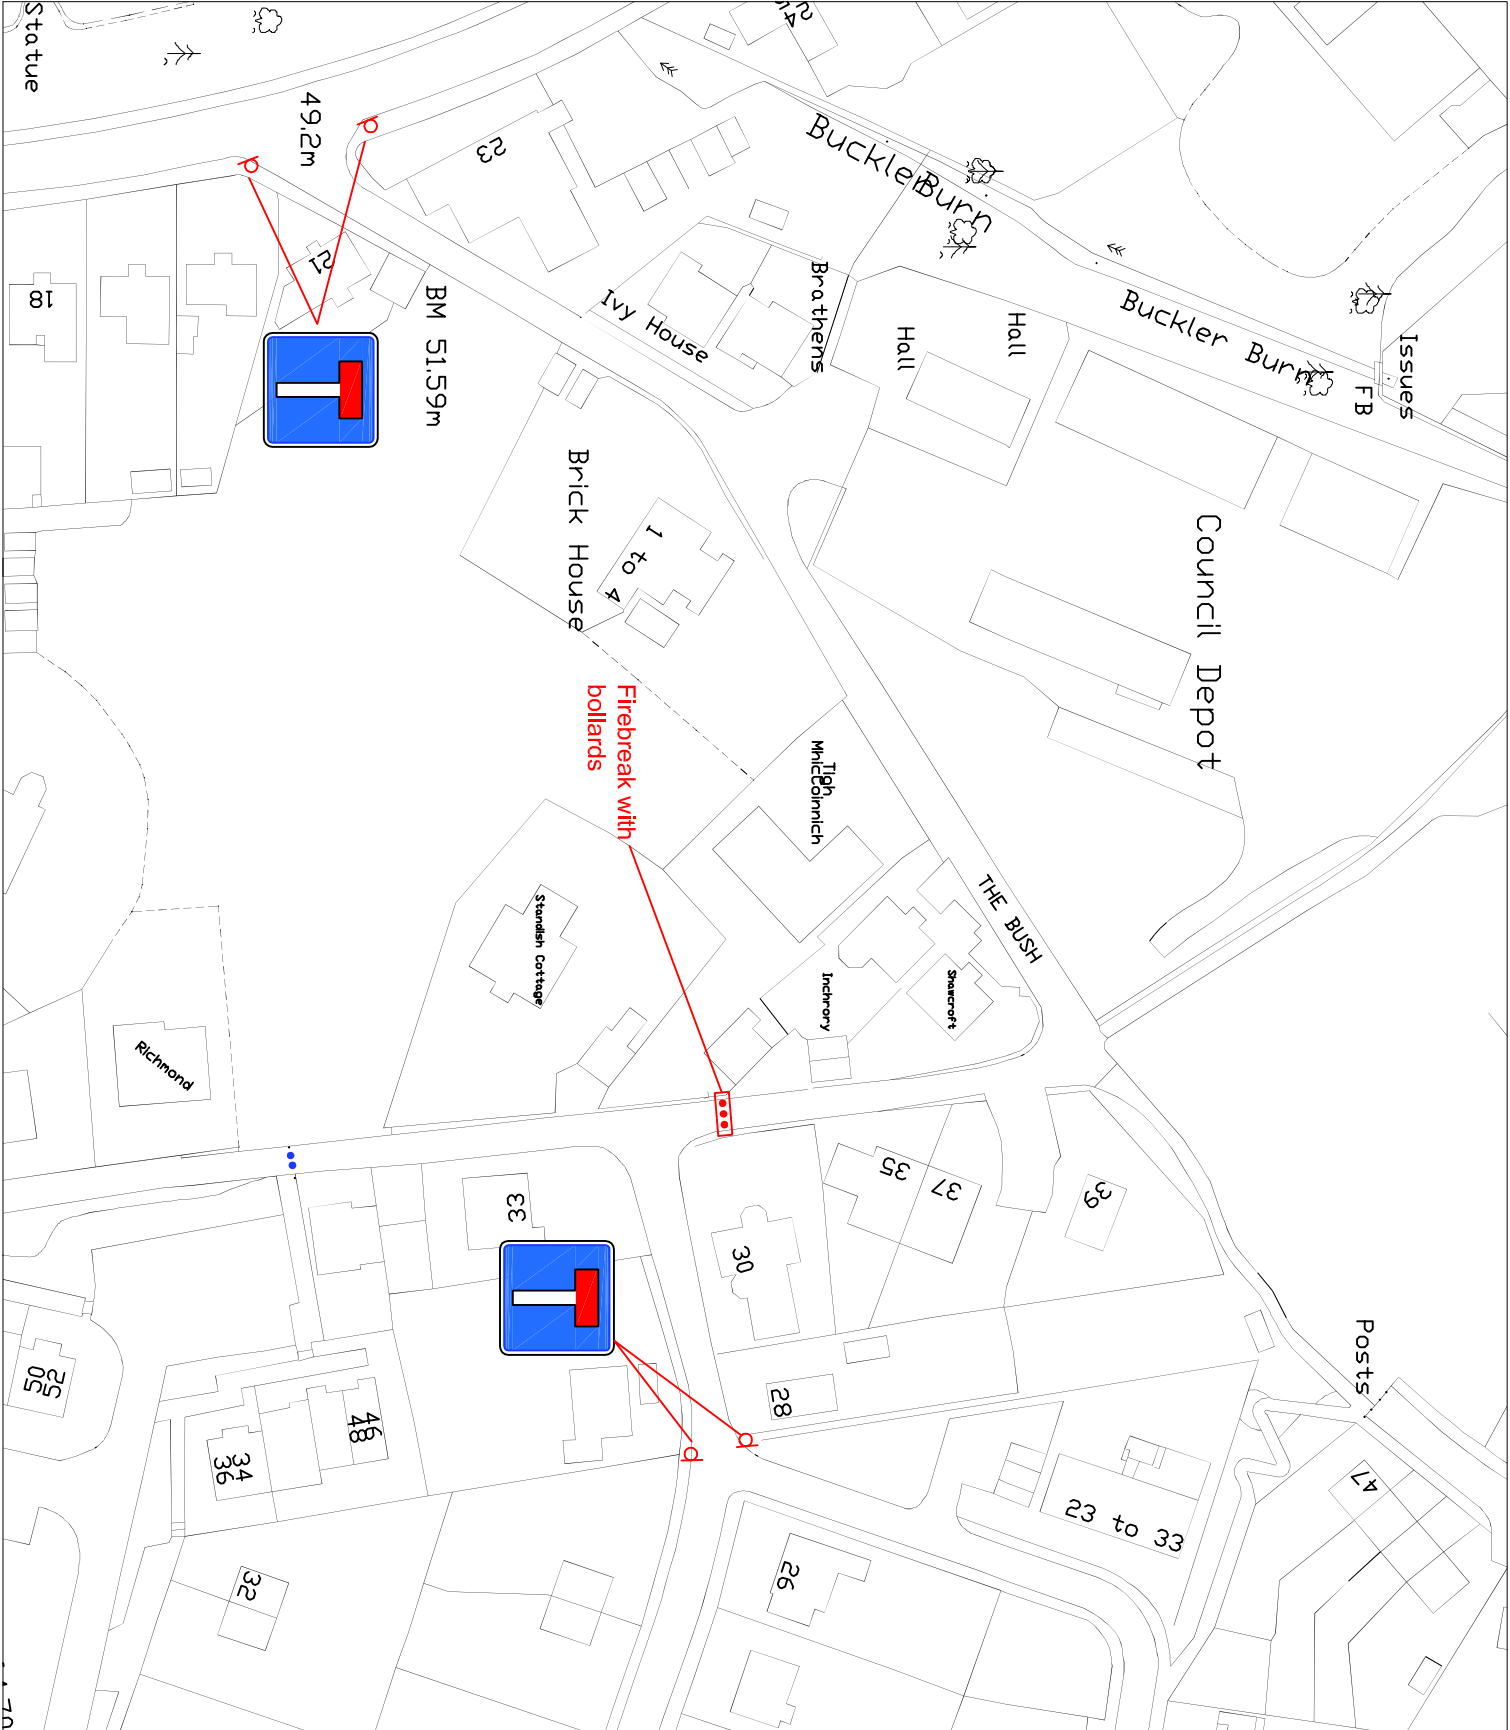 Statue
24
49.2m
23
Buckler Burn
21
18
BM 51.59m
Ivy House
Brathens
Hall
Hall
Buckler Burn
Issues
FB
Brick House
1 to 4
Council Depot
Firebreak with
bollards
Tigh
Mhiccoinnich
THE BUSH
Standish Cottage
Inchrory
Shawcroft
Richmond
33
35
37
39
30
28
Posts
50
52
46
48
34
36
23 to 33
47
32
26